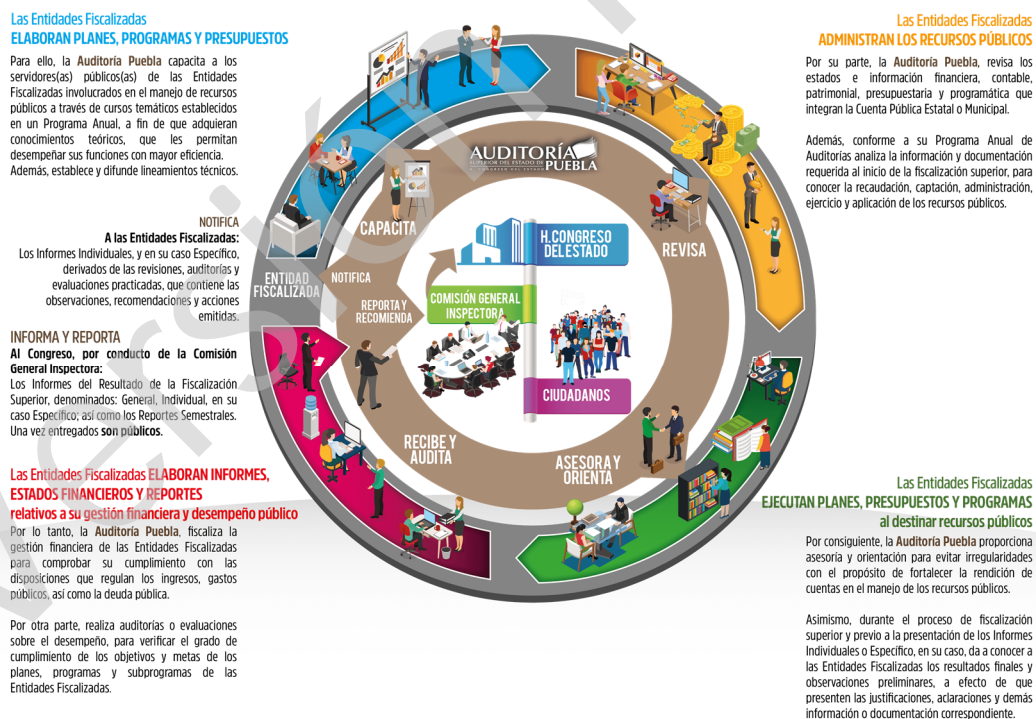 Las Entidades Fiscalizadas
ELABORAN PLANES, PROGRAMAS Y PRESUPUESTOS
Para ello, la Auditoría Puebla capacita a los
servidores(as) públicos(as) de las Entidades
Fiscalizadas involucrados en el manejo de recursos
públicos a través de cursos temáticos establecidos
en un Programa Anual, a fin de que adquieran
conocimientos teóricos, que les permitan
desempeñar sus funciones con mayor eficiencia.
Además, establece y difunde lineamientos técnicos.
NOTIFICA
A las Entidades Fiscalizadas:
Los Informes Individuales, y en su caso Específico,
derivados de las revisiones, auditorías y
evaluaciones practicadas, que contiene las
observaciones, recomendaciones y acciones
emitidas.
INFORMA Y REPORTA
Al Congreso, por conducto de la Comisión
General Inspectora:
Los Informes del Resultado de la Fiscalización
Superior, denominados: General, Individual, en su
caso Específico; así como los Reportes Semestrales.
Una vez entregados son públicos.
Las Entidades Fiscalizadas ELABORAN INFORMES,
ESTADOS FINANCIEROS Y REPORTES
relativos a su gestión financiera y desempeño público
Por lo tanto, la Auditoría Puebla, fiscaliza la
gestión financiera de las Entidades Fiscalizadas
para comprobar su cumplimiento con las
disposiciones que regulan los ingresos, gastos
públicos, así como la deuda pública.
Por otra parte, realiza auditorías o evaluaciones
sobre el desempeño, para verificar el grado de
cumplimiento de los objetivos y metas de los
planes, programas y subprogramas de las
Entidades Fiscalizadas.
AUDITORÍA
SUPERIOR DEL ESTADO DE
PUEBLA
H. CONGRESO DEL ESTADO
CAPACITA
REVISA
ENTIDAD
FISCALIZADA
NOTIFICA
REPORTA Y
RECOMIENDA
H. CONGRESO
DEL ESTADO
COMISIÓN GENERAL
INSPECTORA
CIUDADANOS
RECIBE Y
AUDITA
ASESORA Y
ORIENTA
Las Entidades Fiscalizadas
ADMINISTRAN LOS RECURSOS PÚBLICOS
Por su parte, la Auditoría Puebla, revisa los
estados e información financiera, contable,
patrimonial, presupuestaria y programática que
integran la Cuenta Pública Estatal o Municipal.
Además, conforme a su Programa Anual de
Auditorías analiza la información y documentación
requerida al inicio de la fiscalización superior, para
conocer la recaudación, captación, administración,
ejercicio y aplicación de los recursos públicos.
Las Entidades Fiscalizadas
EJECUTAN PLANES, PRESUPUESTOS Y PROGRAMAS
al destinar recursos públicos
Por consiguiente, la Auditoría Puebla proporciona
asesoría y orientación para evitar irregularidades
con el propósito de fortalecer la rendición de
cuentas en el manejo de los recursos públicos.
Asimismo, durante el proceso de fiscalización
superior y previo a la presentación de los Informes
Individuales o Específico, en su caso, da a conocer a
las Entidades Fiscalizadas los resultados finales y
observaciones preliminares, a efecto de que
presenten las justificaciones, aclaraciones y demás
información o documentación correspondiente.